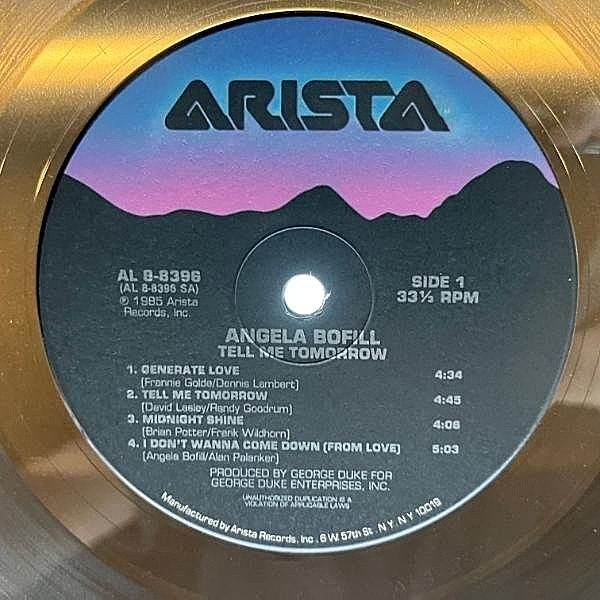 ARISTA
AL 8-8396
(AL 8-8396 SA)
℗ 1985 Arista
Records, Inc.
SIDE 1
33⅓ RPM
ANGELA BOFILL
TELL ME TOMORROW
1. GENERATE LOVE 4:34
(Frannie Golde/Dennis Lambert)
2. TELL ME TOMORROW 4:45
(David Lasley/Randy Goodrum)
3. MIDNIGHT SHINE 4:06
(Brian Potter/Frank Wildhorn)
4. I DON'T WANNA COME DOWN (FROM LOVE) 5:03
(Angela Bofill/Alan Palanker)
PRODUCED BY GEORGE DUKE FOR
GEORGE DUKE ENTERPRISES, INC.
UNAUTHORIZED DUPLICATION IS A
VIOLATION OF APPLICABLE LAWS
Manufactured by Arista Records, Inc. 6 W. 57th St. N.Y. N.Y. 10019